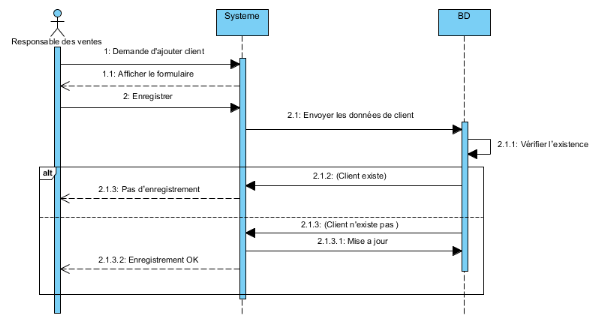 Systeme
BD
Responsable des ventes
1: Demande d'ajouter client
1.1: Afficher le formulaire
2: Enregistrer
2.1: Envoyer les données de client
2.1.1: Vérifier l'existence
alt
2.1.2: (Client existe)
2.1.3: Pas d'enregistrement
2.1.3: (Client n'existe pas )
2.1.3.1: Mise a jour
2.1.3.2: Enregistrement OK